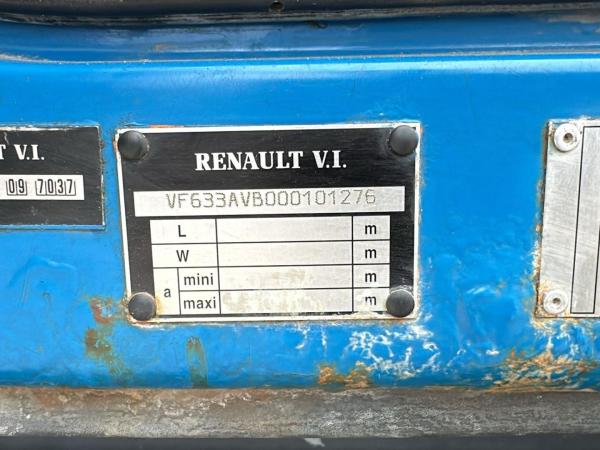 T V.I.
09 7037
RENAULT V.I.
VF633AVB000101276
L m
W m
a mini m
maxi m